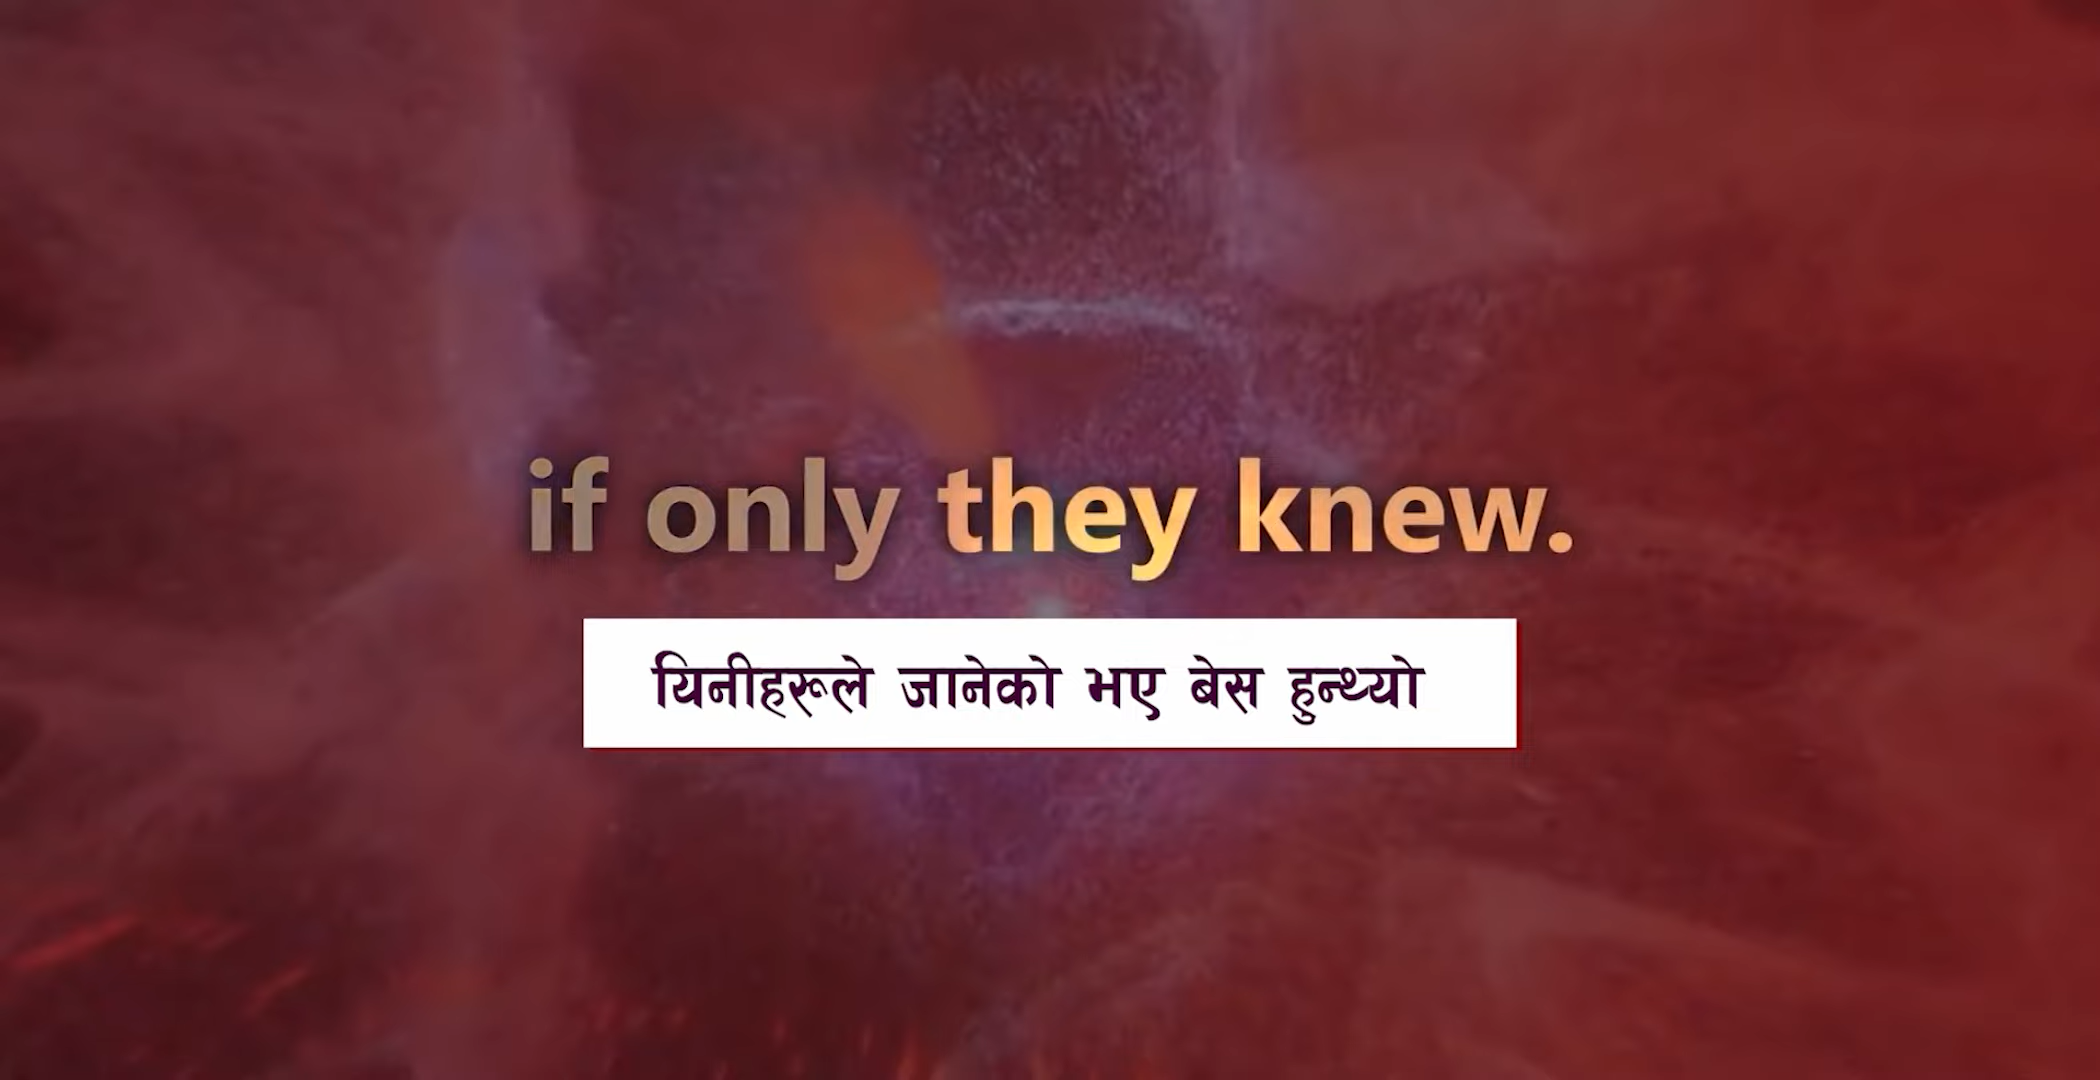 if only they knew.
यिनीहरूले जानेको भए बेस हुन्थ्यो